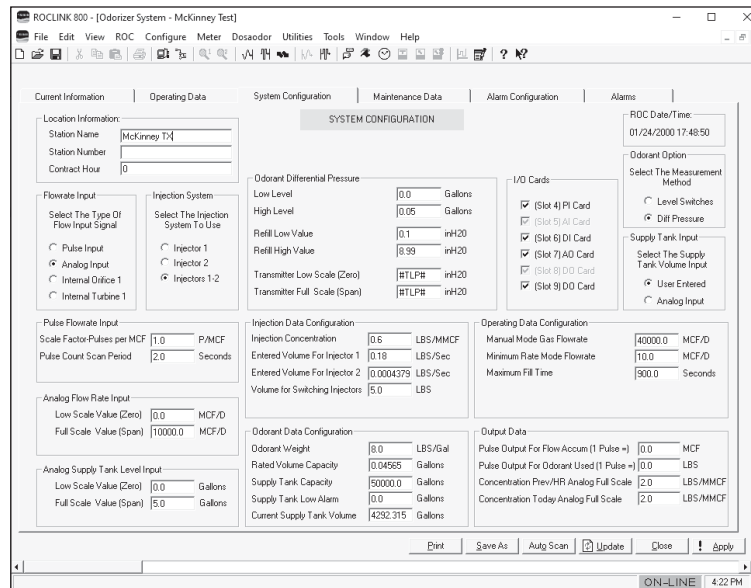 ROCLINK 800 - [Odorizer System - McKinney Test]
File Edit View ROC Configure Meter Dosaodor Utilities Tools Window Help
Current Information Operating Data System Configuration Maintenance Data Alarm Configuration Alarms
Location Information:
Station Name McKinney TX
Station Number
Contract Hour 0
SYSTEM CONFIGURATION
ROC Date/Time:
01/24/2000 17:48:50
Odorant Option
Select The Measurement
Method
Level Switches
Diff Pressure
Flowrate Input
Select The Type Of
Flow Input Signal
Pulse Input
Analog Input
Internal Orifice 1
Internal Turbine 1
Injection System
Select The Injection
System To Use
Injector 1
Injector 2
Injectors 1-2
Odorant Differential Pressure
Low Level 0.0 Gallons
High Level 0.05 Gallons
Refill Low Value 0.1 inH20
Refill High Value 8.99 inH20
Transmitter Low Scale (Zero) #TLP# inH20
Transmitter Full Scale (Span) #TLP# inH20
I/O Cards
(Slot 4) PI Card
(Slot 5) AI Card
(Slot 6) DI Card
(Slot 7) AO Card
(Slot 8) DO Card
(Slot 9) DO Card
Supply Tank Input
Select The Supply
Tank Volume Input
User Entered
Analog Input
Pulse Flowrate Input
Scale Factor-Pulses per MCF 1.0 P/MCF
Pulse Count Scan Period 2.0 Seconds
Injection Data Configuration
Injection Concentration 0.6 LBS/MMCF
Entered Volume For Injector 1 0.18 LBS/Sec
Entered Volume For Injector 2 0.0004379 LBS/Sec
Volume for Switching Injectors 5.0 LBS
Operating Data Configuration
Manual Mode Gas Flowrate 40000.0 MCF/D
Minimum Rate Mode Flowrate 10.0 MCF/D
Maximum Fill Time 900.0 Seconds
Analog Flow Rate Input
Low Scale Value (Zero) 0.0 MCF/D
Full Scale Value (Span) 10000.0 MCF/D
Odorant Data Configuration
Odorant Weight 8.0 LBS/Gal
Rated Volume Capacity 0.04565 Gallons
Supply Tank Capacity 50000.0 Gallons
Supply Tank Low Alarm 0.0 Gallons
Current Supply Tank Volume 4292.315 Gallons
Output Data
Pulse Output For Flow Accum (1 Pulse =) 0.0 MCF
Pulse Output For Odorant Used (1 Pulse =) 0.0 LBS
Concentration Prev/HR Analog Full Scale 2.0 LBS/MMCF
Concentration Today Analog Full Scale 2.0 LBS/MMCF
Analog Supply Tank Level Input
Low Scale Value (Zero) 0.0 Gallons
Full Scale Value (Span) 5.0 Gallons
Print Save As Auto Scan Update Close ! Apply
ON-LINE 4:22 PM